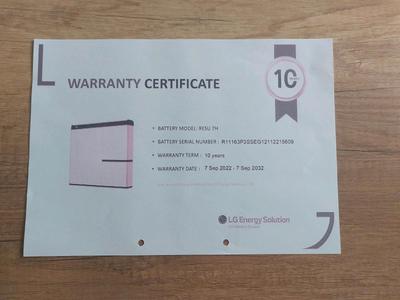 WARRANTY CERTIFICATE
10
• BATTERY MODEL: RESU 7H
• BATTERY SERIAL NUMBER : R11163P3SSEG12112215609
• WARRANTY TERM : 10 years
• WARRANTY DATE : 7 Sep 2022 - 7 Sep 2032
LG Energy Solution